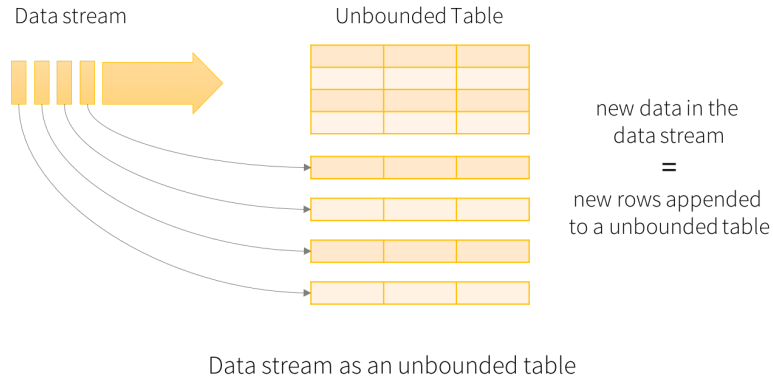 Data stream
Unbounded Table
new data in the
data stream
=
new rows appended
to a unbounded table
Data stream as an unbounded table